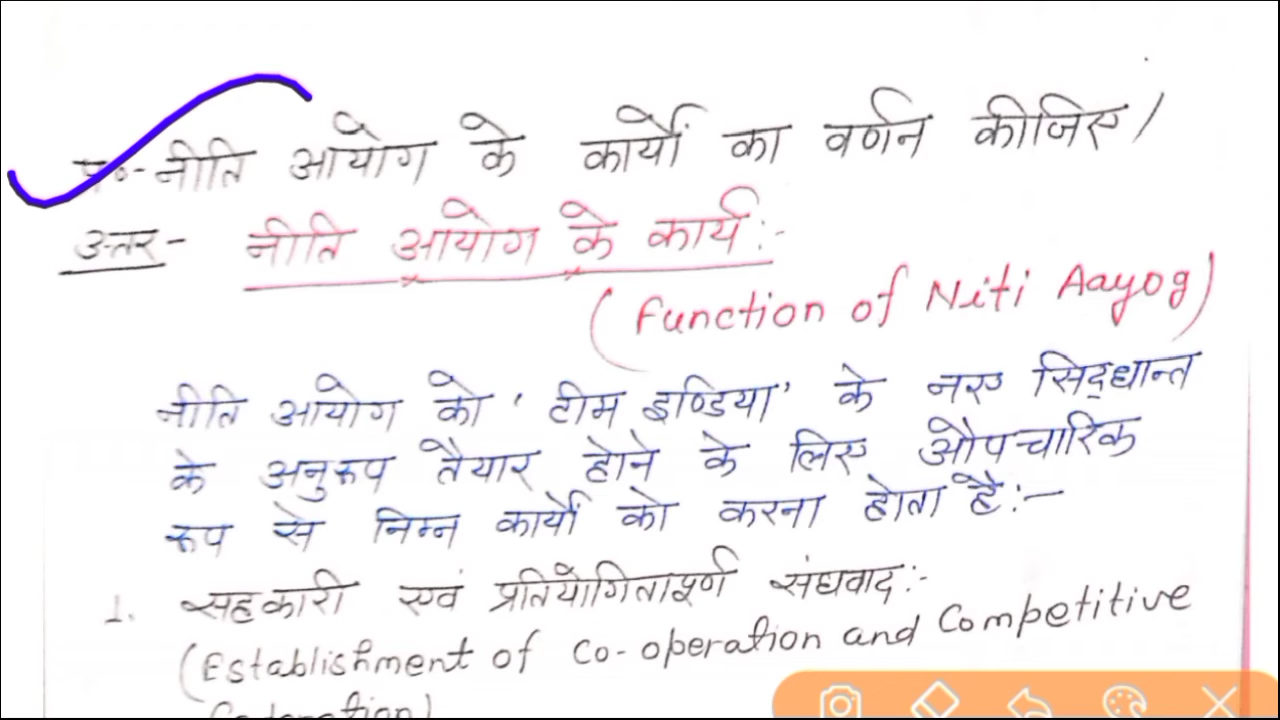 प्र०- नीति आयोग के कार्यों का वर्णन कीजिए।
उत्तर- नीति आयोग के कार्य:-
(Function of Niti Aayog)
नीति आयोग को 'टीम इण्डिया' के नए सिद्धान्त
के अनुरूप तैयार होने के लिए औपचारिक
रूप से निम्न कार्यों को करना होता है:-
1. सहकारी एवं प्रतियोगितापूर्ण संघवाद:-
(Establishment of Co-operation and Competitive